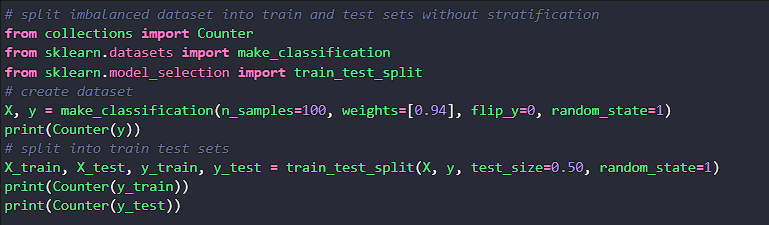 # split imbalanced dataset into train and test sets without stratification
from collections import Counter
from sklearn.datasets import make_classification
from sklearn.model_selection import train_test_split
# create dataset
X, y = make_classification(n_samples=100, weights=[0.94], flip_y=0, random_state=1)
print(Counter(y))
# split into train test sets
X_train, X_test, y_train, y_test = train_test_split(X, y, test_size=0.50, random_state=1)
print(Counter(y_train))
print(Counter(y_test))